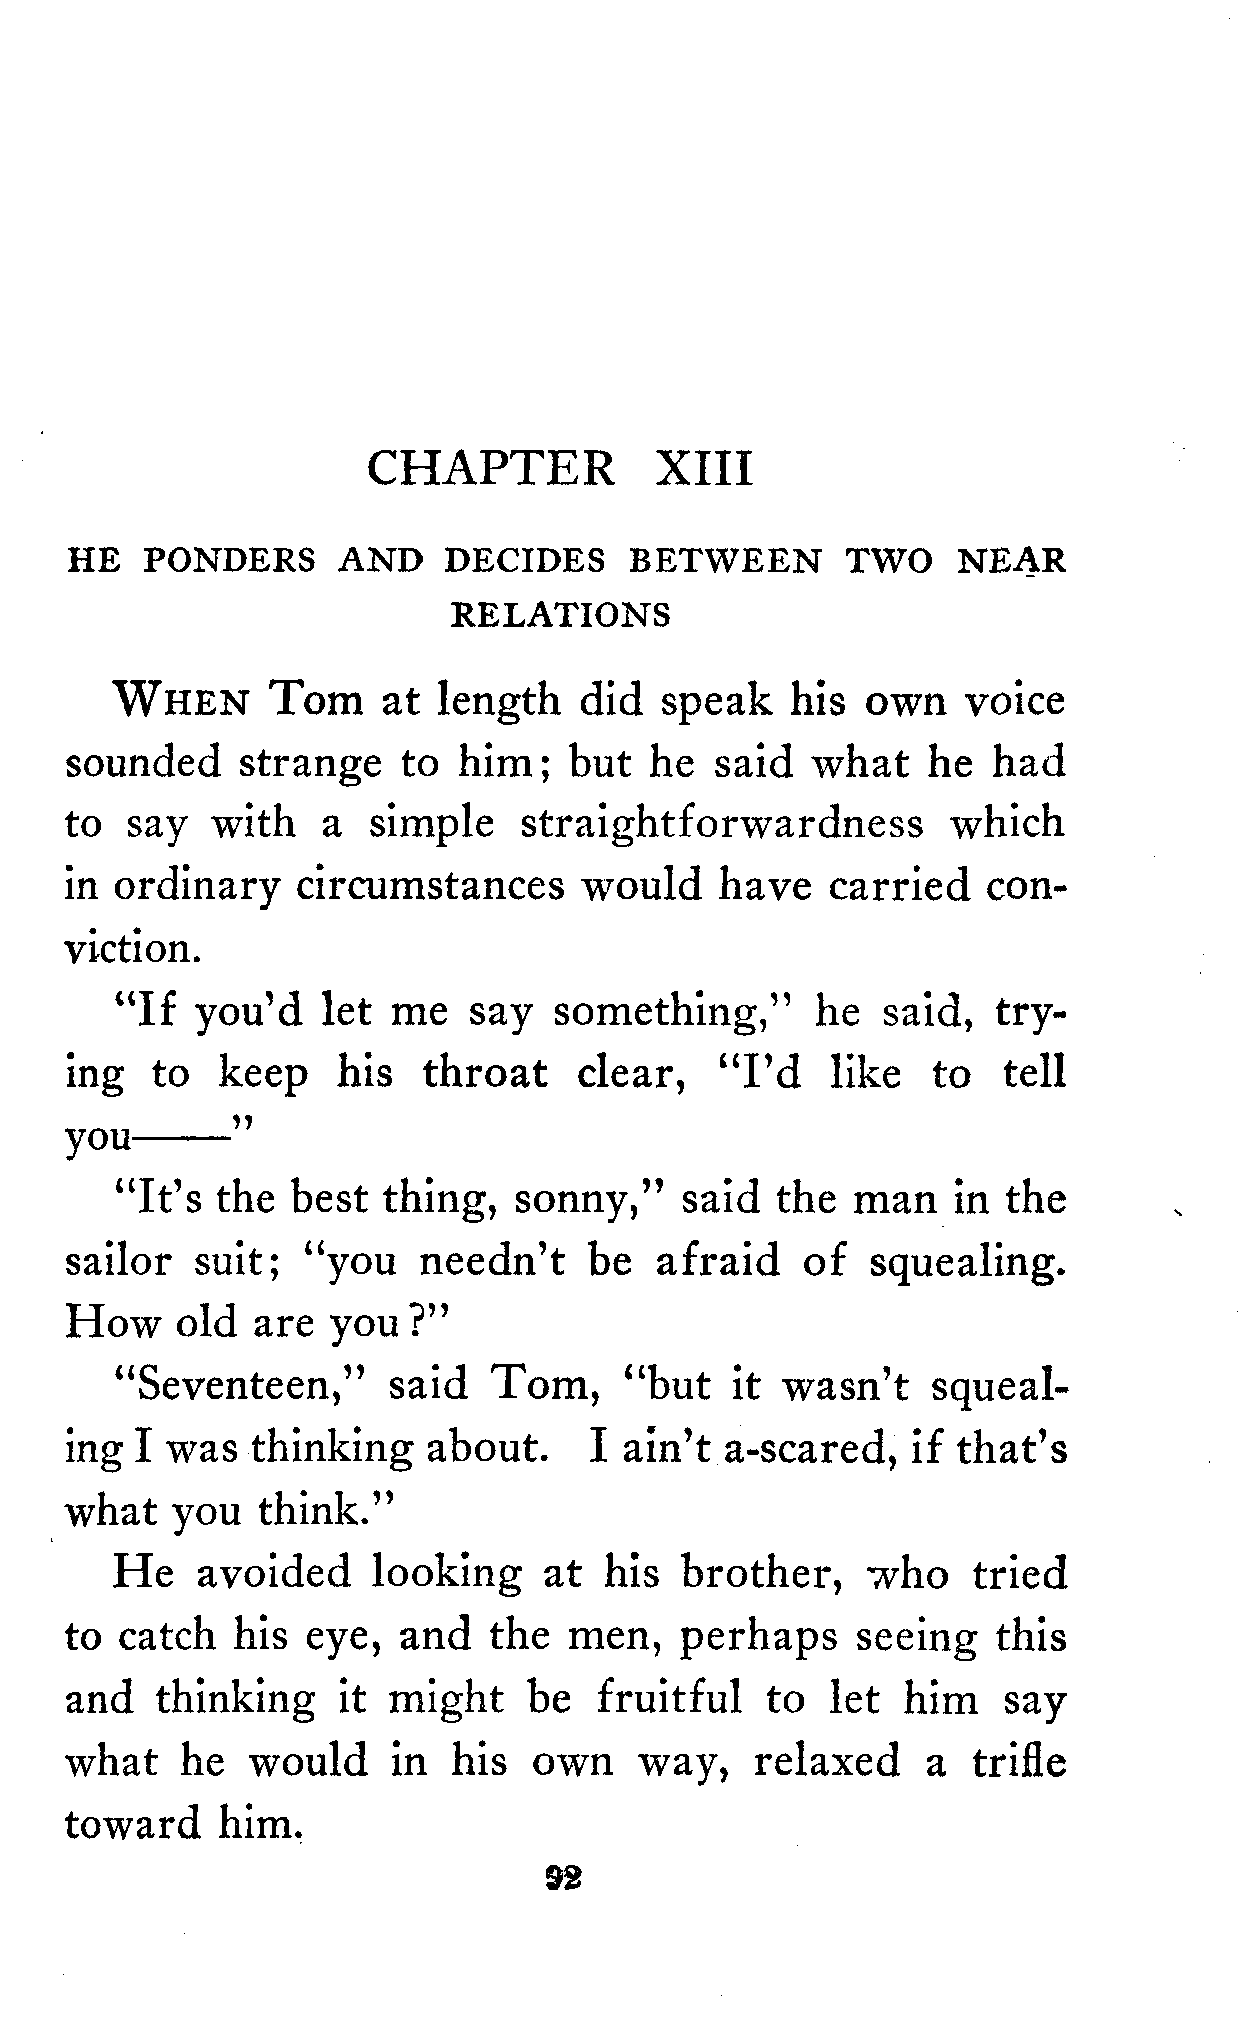 CHAPTER XIII
HE PONDERS AND DECIDES BETWEEN TWO NEAR
RELATIONS
WHEN Tom at length did speak his own voice
sounded strange to him; but he said what he had
to say with a simple straightforwardness which
in ordinary circumstances would have carried con-
viction.
“If you’d let me say something,” he said, try-
ing to keep his throat clear, “I’d like to tell
you——”
“It’s the best thing, sonny,” said the man in the
sailor suit; “you needn’t be afraid of squealing.
How old are you?”
“Seventeen,” said Tom, “but it wasn’t squeal-
ing I was thinking about. I ain’t a-scared, if that’s
what you think.”
He avoided looking at his brother, who tried
to catch his eye, and the men, perhaps seeing this
and thinking it might be fruitful to let him say
what he would in his own way, relaxed a trifle
toward him.
92